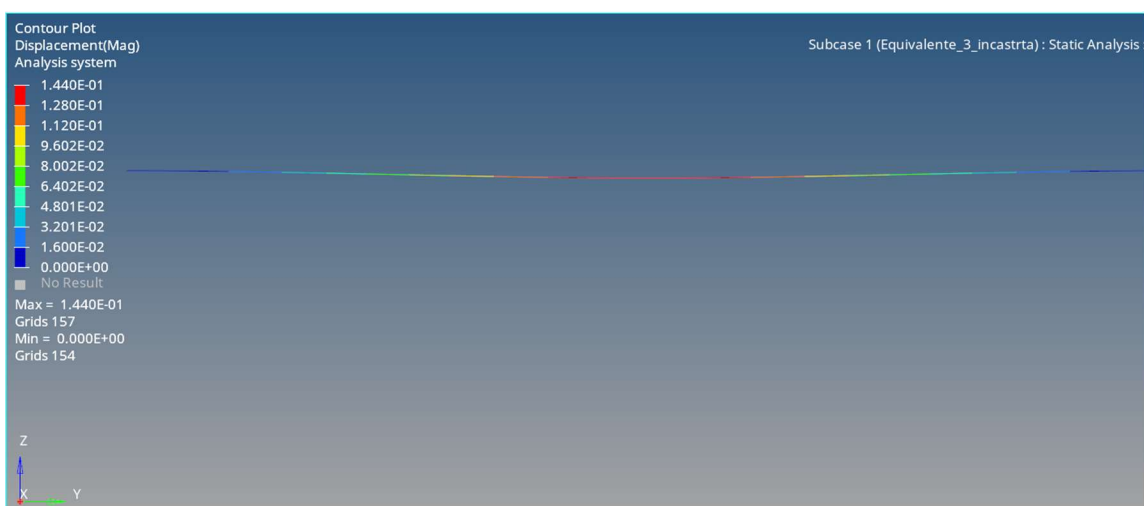 Contour Plot
Displacement(Mag)
Analysis system
Subcase 1 (Equivalente_3_incastrta) : Static Analysis :
1.440E-01
1.280E-01
1.120E-01
9.602E-02
8.002E-02
6.402E-02
4.801E-02
3.201E-02
1.600E-02
0.000E+00
No Result
Max = 1.440E-01
Grids 157
Min = 0.000E+00
Grids 154
Z
X
Y